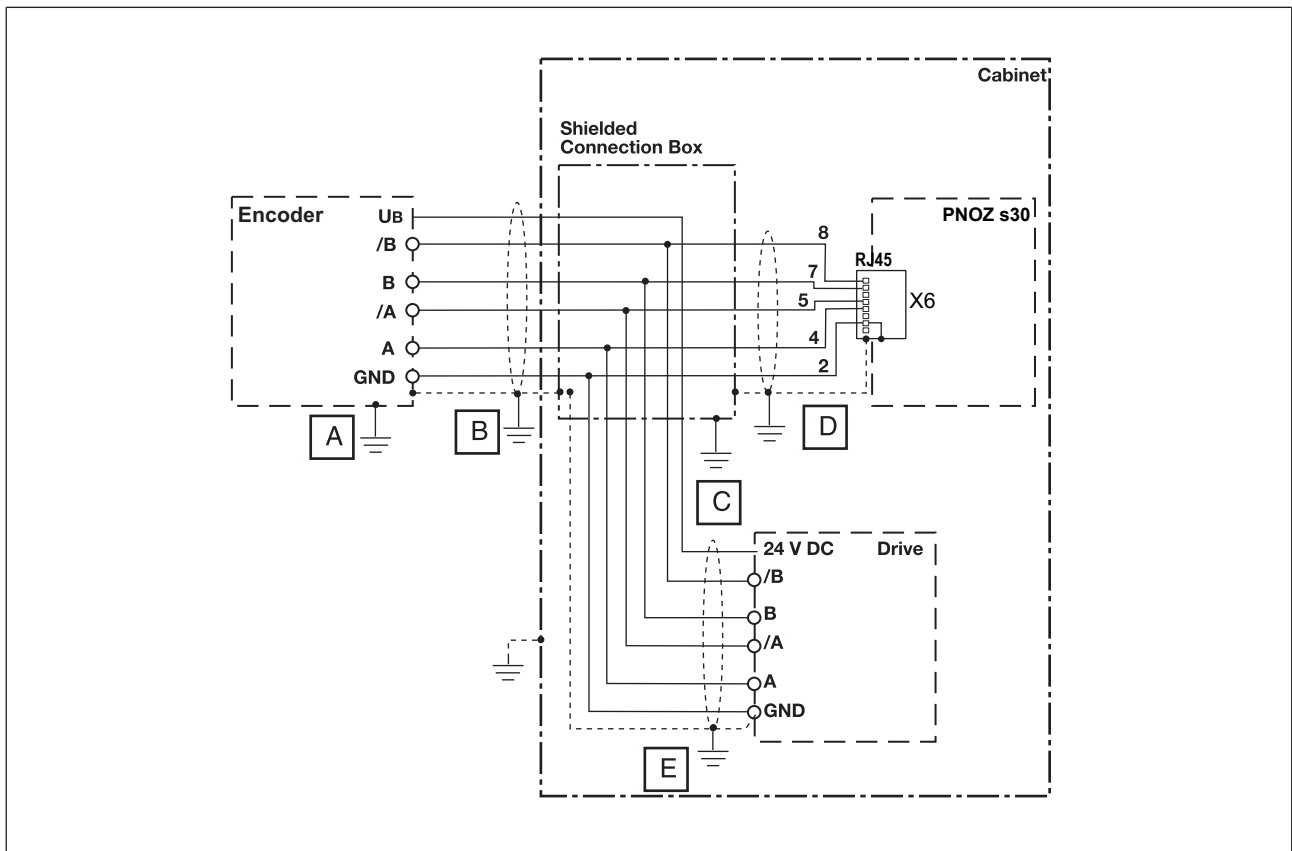 Cabinet
Shielded
Connection Box
Encoder
UB
PNOZ s30
/B
8
RJ45
B
7
X6
/A
5
A
4
GND
2
A
B
D
C
24 V DC
Drive
/B
B
/A
A
GND
E